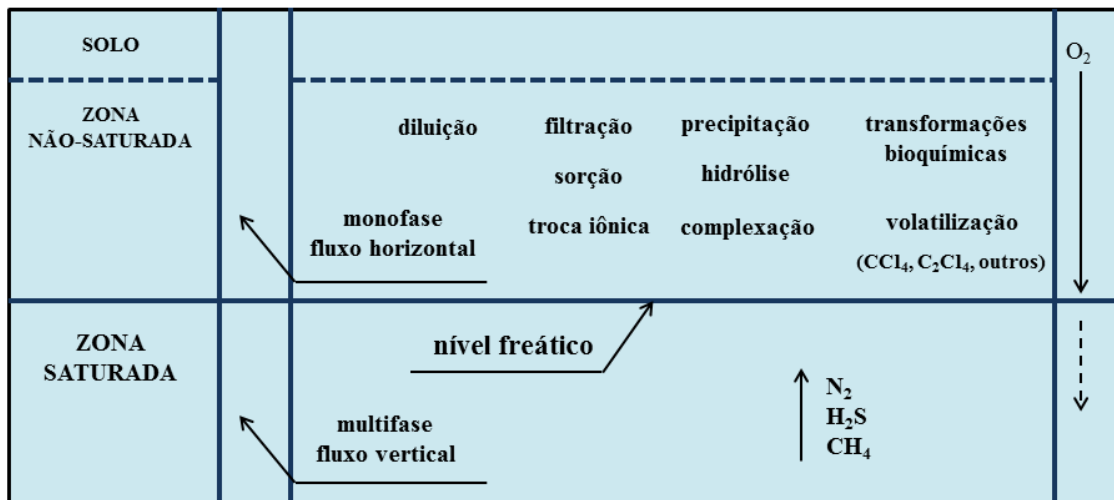 SOLO
ZONA
NÃO-SATURADA
diluição
filtração
precipitação
transformações
bioquímicas
sorção
hidrólise
monofase
fluxo horizontal
troca iônica
complexação
volatilização
(CCl₄, C₂Cl₄, outros)
O₂
ZONA
SATURADA
nível freático
multifase
fluxo vertical
N₂
H₂S
CH₄